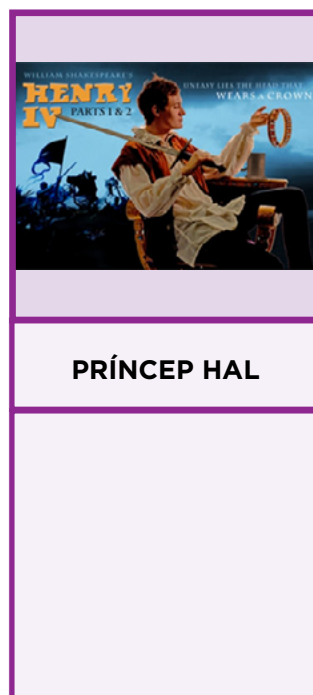 WILLIAM SHAKESPEARE'S
HENRY
IV PARTS 1 & 2
UNEASY LIES THE HEAD THAT
WEARS A CROWN
PRÍNCEP HAL